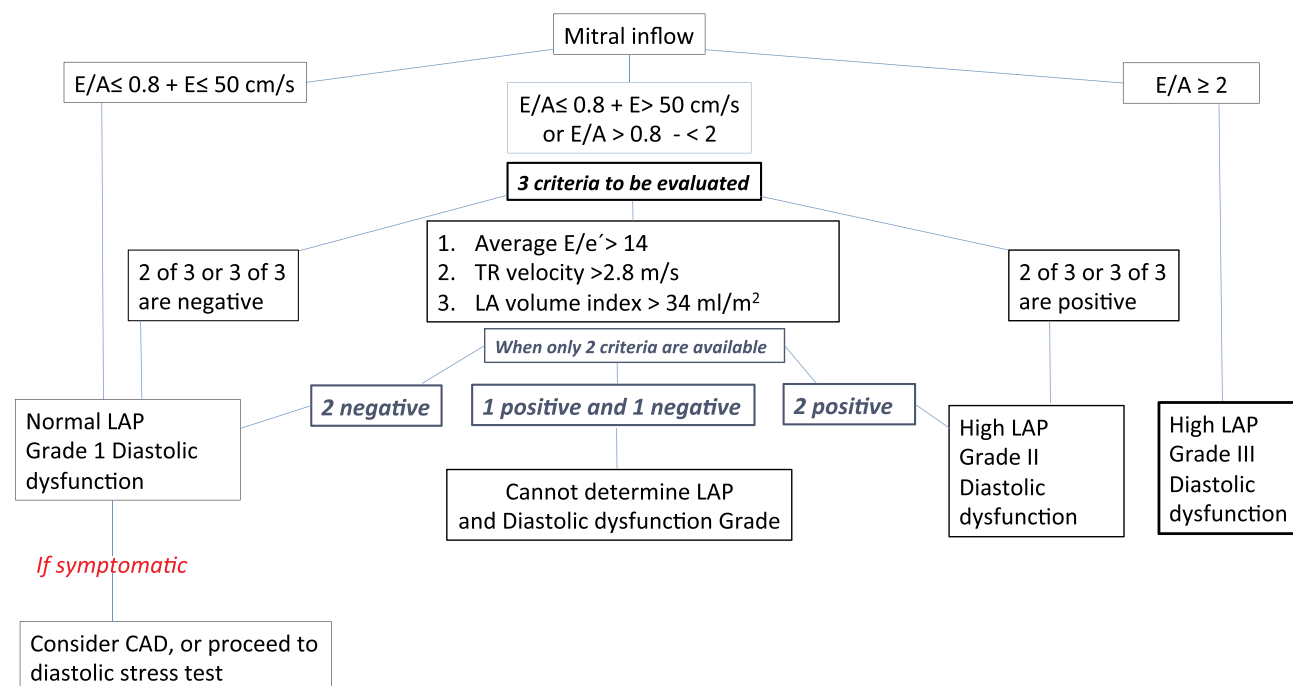 Mitral inflow
E/A≤ 0.8 + E≤ 50 cm/s
E/A≤ 0.8 + E> 50 cm/s
or E/A > 0.8  - < 2
E/A ≥ 2
3 criteria to be evaluated
2 of 3 or 3 of 3
are negative
1. Average E/e´> 14
2. TR velocity >2.8 m/s
3. LA volume index > 34 ml/m²
2 of 3 or 3 of 3
are positive
When only 2 criteria are available
2 negative
1 positive and 1 negative
2 positive
Normal LAP
Grade 1 Diastolic
dysfunction
Cannot determine LAP
and Diastolic dysfunction Grade
High LAP
Grade II
Diastolic
dysfunction
High LAP
Grade III
Diastolic
dysfunction
If symptomatic
Consider CAD, or proceed to
diastolic stress test